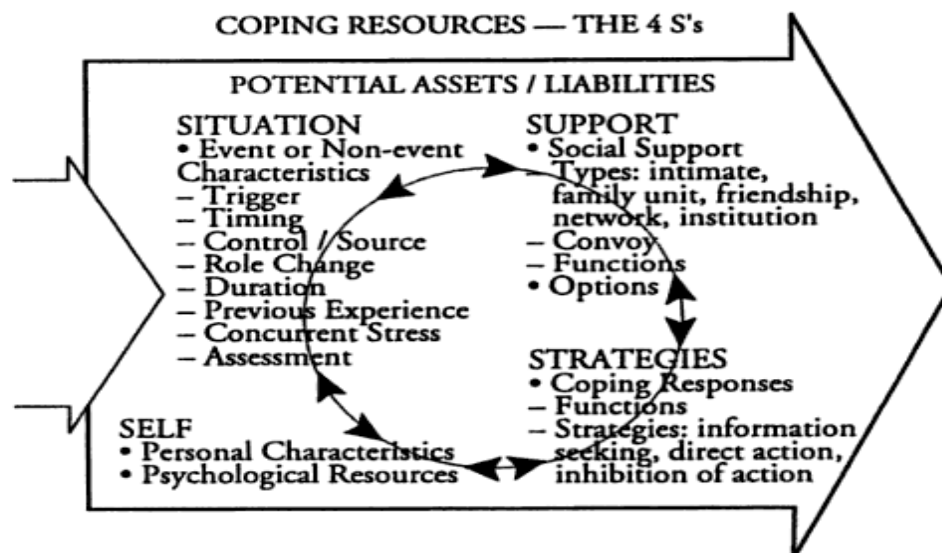 COPING RESOURCES — THE 4 S's
POTENTIAL ASSETS / LIABILITIES
SITUATION
• Event or Non-event
Characteristics
– Trigger
– Timing
– Control / Source
– Role Change
– Duration
– Previous Experience
– Concurrent Stress
– Assessment
SUPPORT
• Social Support
– Types: intimate,
family unit, friendship,
network, institution
– Convoy
– Functions
• Options
SELF
• Personal Characteristics
• Psychological Resources
STRATEGIES
• Coping Responses
– Functions
– Strategies: information
seeking, direct action,
inhibition of action